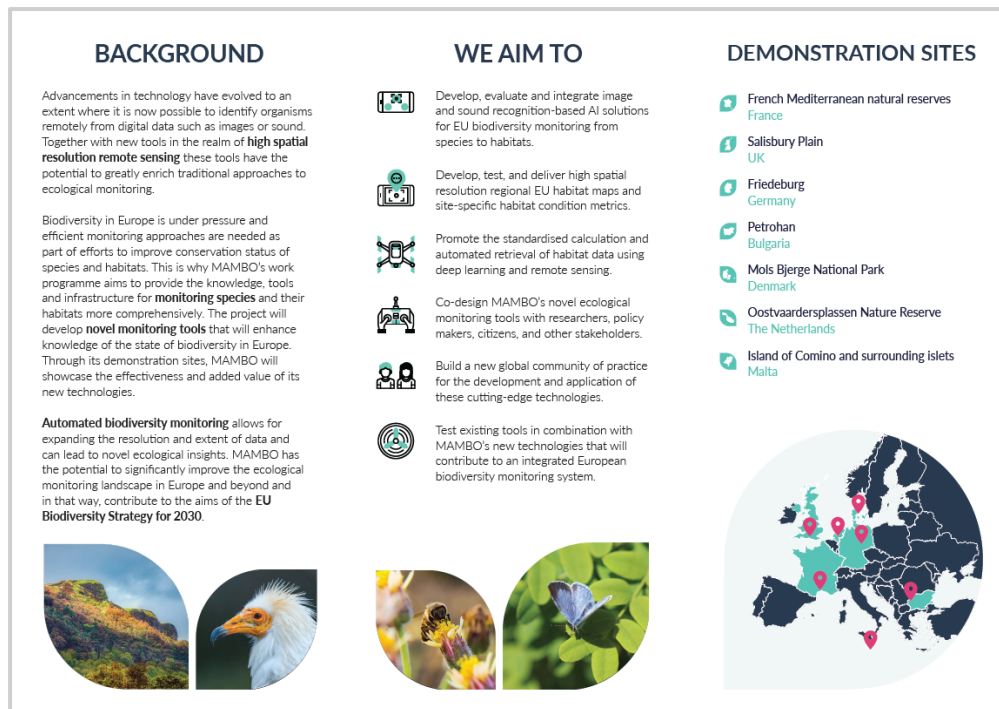 BACKGROUND
Advancements in technology have evolved to an
extent where it is now possible to identify organisms
remotely from digital data such as images or sound.
Together with new tools in the realm of high spatial
resolution remote sensing these tools have the
potential to greatly enrich traditional approaches to
ecological monitoring.
Biodiversity in Europe is under pressure and
efficient monitoring approaches are needed as
part of efforts to improve conservation status of
species and habitats. This is why MAMBO's work
programme aims to provide the knowledge, tools
and infrastructure for monitoring species and their
habitats more comprehensively. The project will
develop novel monitoring tools that will enhance
knowledge of the state of biodiversity in Europe.
Through its demonstration sites, MAMBO will
showcase the effectiveness and added value of its
new technologies.
Automated biodiversity monitoring allows for
expanding the resolution and extent of data and
can lead to novel ecological insights. MAMBO has
the potential to significantly improve the ecological
monitoring landscape in Europe and beyond and
in that way, contribute to the aims of the EU
Biodiversity Strategy for 2030.
WE AIM TO
Develop, evaluate and integrate image
and sound recognition-based AI solutions
for EU biodiversity monitoring from
species to habitats.
Develop, test, and deliver high spatial
resolution regional EU habitat maps and
site-specific habitat condition metrics.
Promote the standardised calculation and
automated retrieval of habitat data using
deep learning and remote sensing.
Co-design MAMBO's novel ecological
monitoring tools with researchers, policy
makers, citizens, and other stakeholders.
Build a new global community of practice
for the development and application of
these cutting-edge technologies.
Test existing tools in combination with
MAMBO's new technologies that will
contribute to an integrated European
biodiversity monitoring system.
DEMONSTRATION SITES
French Mediterranean natural reserves
France
Salisbury Plain
UK
Friedeburg
Germany
Petrohan
Bulgaria
Mols Bjerge National Park
Denmark
Oostvaardersplassen Nature Reserve
The Netherlands
Island of Comino and surrounding islets
Malta